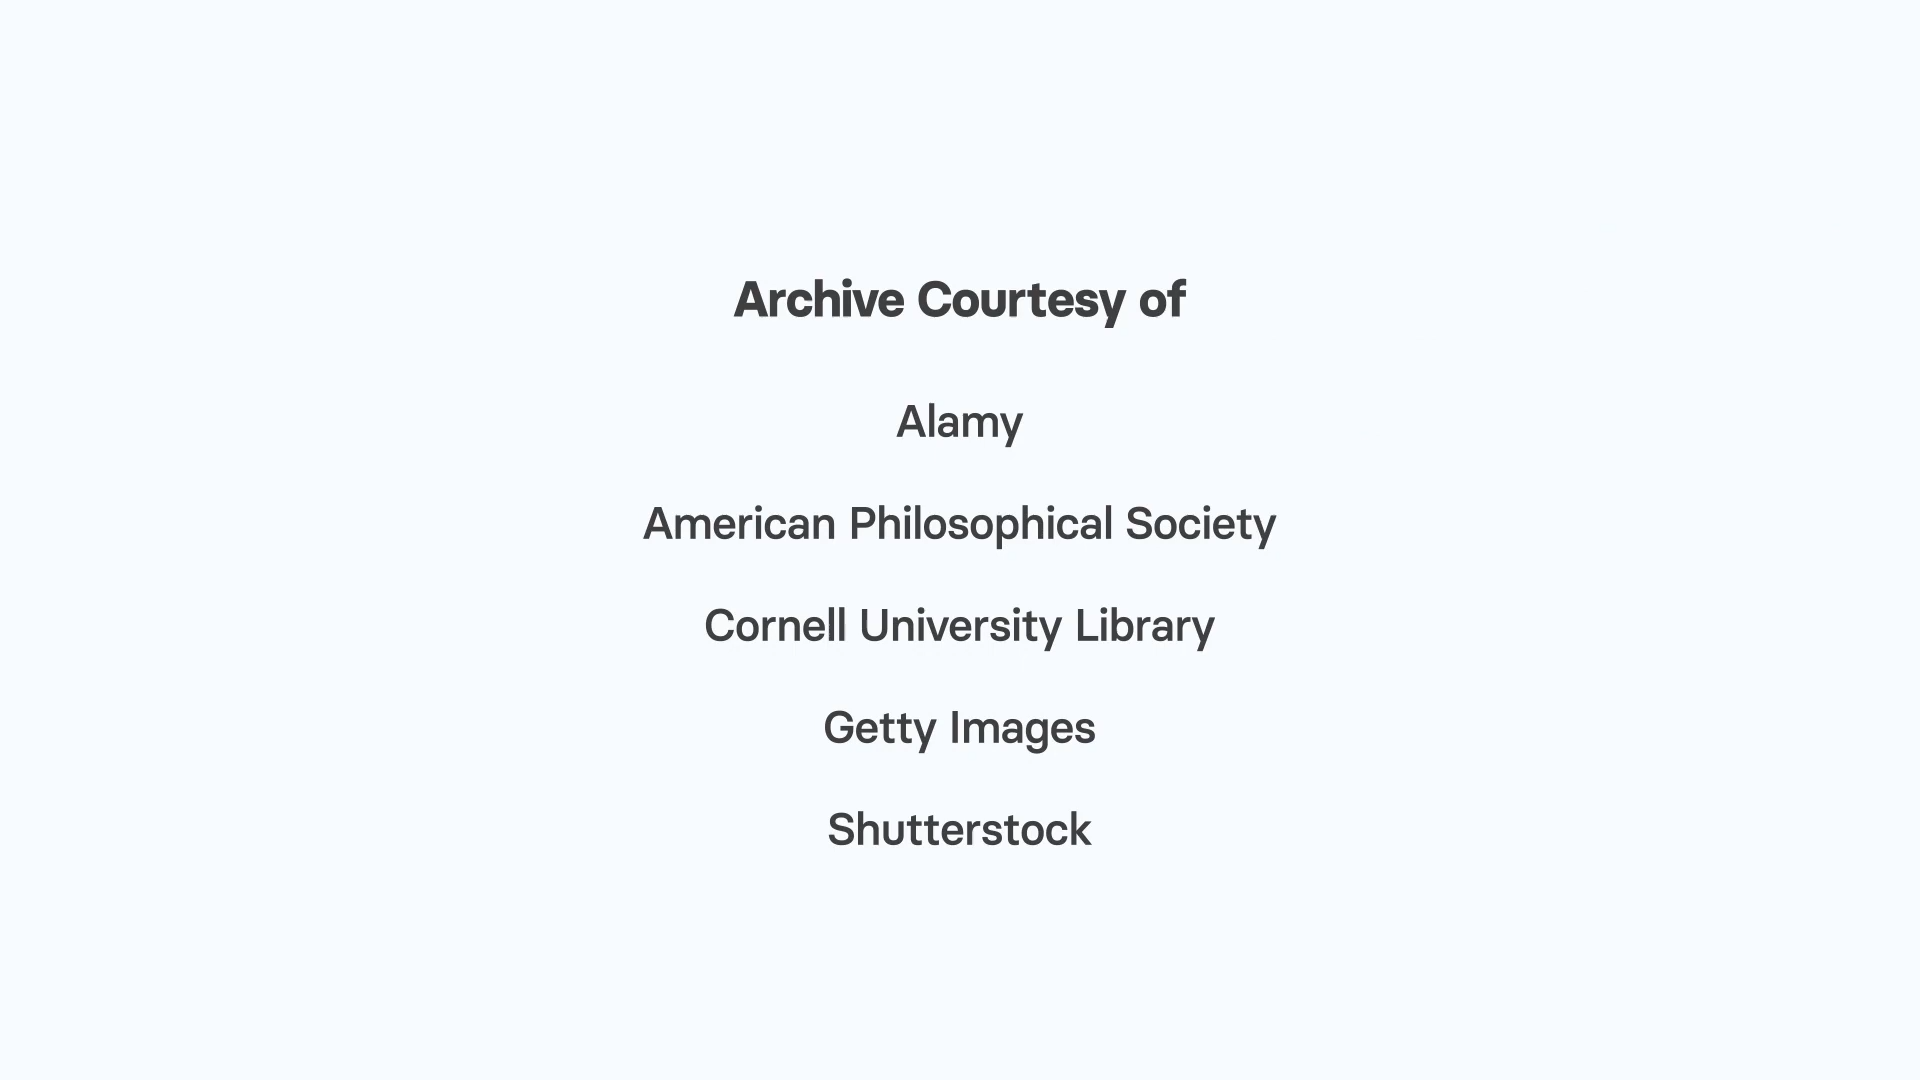 Archive Courtesy of
Alamy
American Philosophical Society
Cornell University Library
Getty Images
Shutterstock